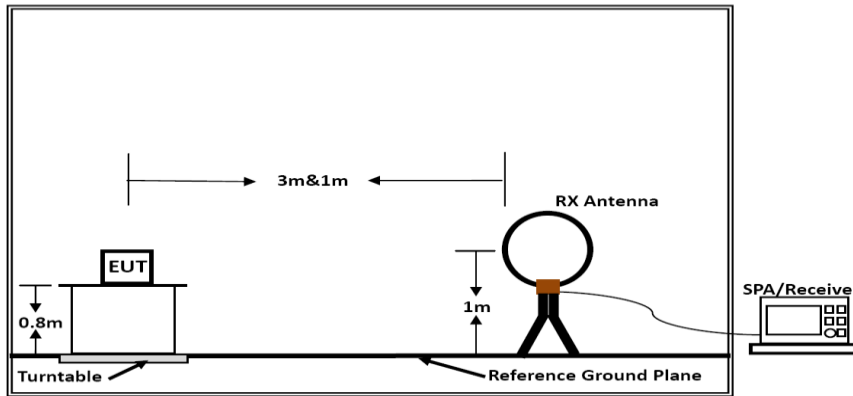 3m&1m
RX Antenna
EUT
SPA/Receive
0.8m
1m
Turntable
Reference Ground Plane